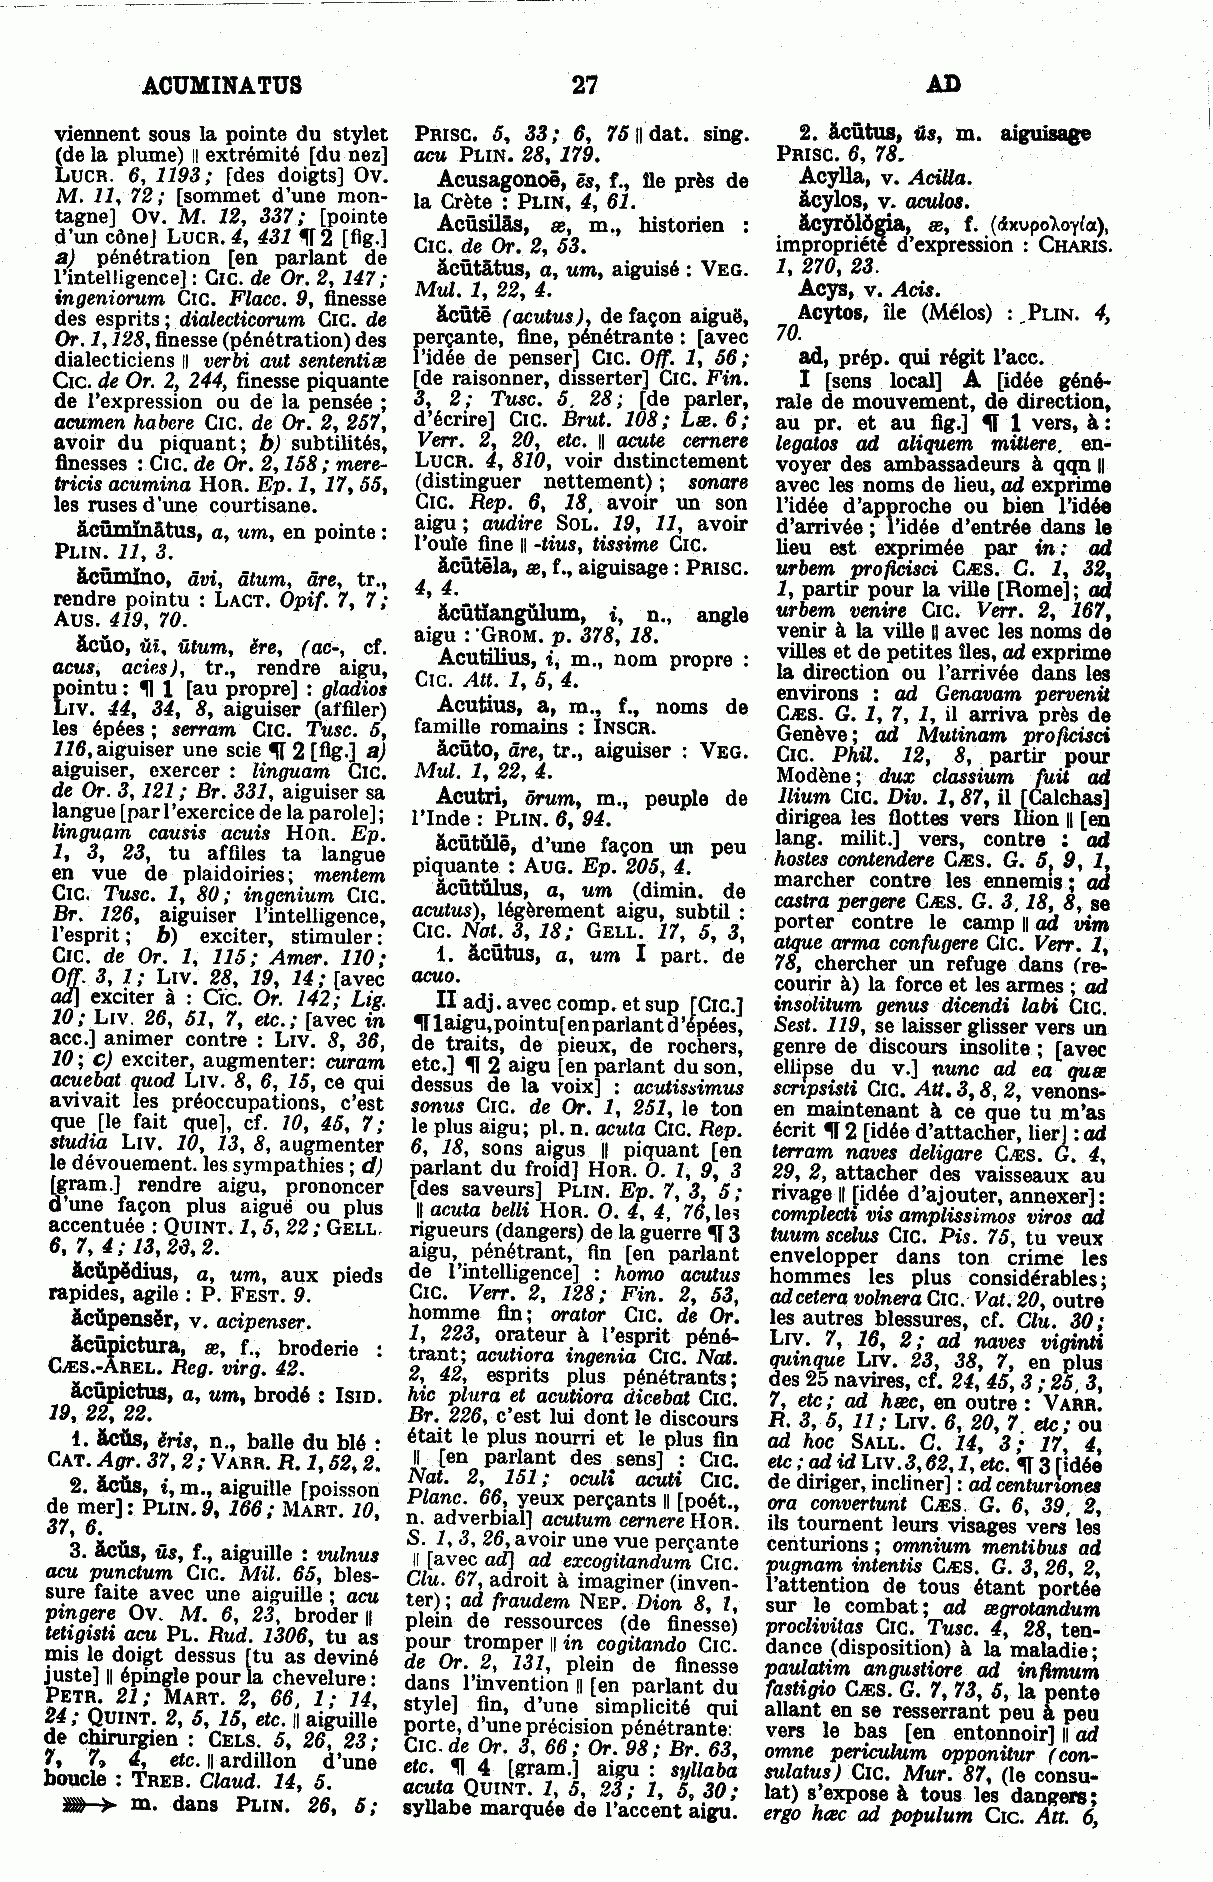 ACUMINATUS
27
AD
viennent sous la pointe du stylet
(de la plume) ‖ extrémité [du nez]
LUCR. 6, 1193; [des doigts] OV.
M. 11, 72; [sommet d'une mon-
tagne] OV. M. 12, 337; [pointe
d'un cône] LUCR. 4, 431 ¶ 2 [fig.]
a) pénétration [en parlant de
l'intelligence] : CIC. de Or. 2, 147;
ingeniorum CIC. Flacc. 9, finesse
des esprits; dialecticorum CIC. de
Or. 1, 128, finesse (pénétration) des
dialecticiens ‖ verbi aut sententiæ
CIC. de Or. 2, 244, finesse piquante
de l'expression ou de la pensée ;
acumen habere CIC. de Or. 2, 257,
avoir du piquant; b) subtilités,
finesses : CIC. de Or. 2, 158; mere-
tricis acumina HOR. Ep. 1, 17, 55,
les ruses d'une courtisane.
ăcūmĭnātus, a, um, en pointe :
PLIN. 11, 3.
ăcūmĭno, āvi, ātum, āre, tr.,
rendre pointu : LACT. Opif. 7, 7;
AUS. 419, 70.
ăcŭo, ŭi, ūtum, ĕre, (ac-, cf.
acus, acies), tr., rendre aigu,
pointu : ¶ 1 [au propre] : gladios
LIV. 44, 34, 8, aiguiser (affiler)
les épées; serram CIC. Tusc. 5,
116, aiguiser une scie ¶ 2 [fig.] a)
aiguiser, exercer : linguam CIC.
de Or. 3, 121; Br. 331, aiguiser sa
langue [par l'exercice de la parole];
linguam causis acuis HOR. Ep.
1, 3, 23, tu affiles ta langue
en vue de plaidoiries; mentem
CIC. Tusc. 1, 80; ingenium CIC.
Br. 126, aiguiser l'intelligence,
l'esprit; b) exciter, stimuler :
CIC. de Or. 1, 115; Amer. 110;
Off. 3, 1; LIV. 28, 19, 14; [avec
ad] exciter à : CIC. Or. 142; Lig.
10; LIV. 26, 51, 7, etc.; [avec in
acc.] animer contre : LIV. 8, 36,
10; c) exciter, augmenter: curam
acuebat quod LIV. 8, 6, 15, ce qui
avivait les préoccupations, c'est
que [le fait que], cf. 10, 45, 7;
studia LIV. 10, 13, 8, augmenter
le dévouement. les sympathies; d)
[gram.] rendre aigu, prononcer
d'une façon plus aiguë ou plus
accentuée : QUINT. 1, 5, 22; GELL.
6, 7, 4; 13, 23, 2.
ăcŭpĕdius, a, um, aux pieds
rapides, agile : P. FEST. 9.
ăcŭpensĕr, v. acipenser.
ăcūpictura, æ, f., broderie :
CÆS.-AREL. Reg. virg. 42.
ăcūpictus, a, um, brodé : ISID.
19, 22, 22.
1. ăcŭs, ĕris, n., balle du blé :
CAT. Agr. 37, 2; VARR. R. 1, 52, 2.
2. ăcŭs, i, m., aiguille [poisson
de mer] : PLIN. 9, 166; MART. 10,
37, 6.
3. ăcŭs, ūs, f., aiguille : vulnus
acu punctum CIC. Mil. 65, bles-
sure faite avec une aiguille; acu
pingere OV. M. 6, 23, broder ‖
tetigisti acu PL. Rud. 1306, tu as
mis le doigt dessus [tu as deviné
juste] ‖ épingle pour la chevelure :
PETR. 21; MART. 2, 66, 1; 14,
24; QUINT. 2, 5, 15, etc. ‖ aiguille
de chirurgien : CELS. 5, 26, 23;
7, 7, 4, etc. ‖ ardillon d'une
boucle : TREB. Claud. 14, 5.
m. dans PLIN. 26, 5;
PRISC. 5, 33; 6, 75 ‖ dat. sing.
acu PLIN. 28, 179.
Acusagonoē, ēs, f., île près de
la Crète : PLIN, 4, 61.
Acūsilās, æ, m., historien :
CIC. de Or. 2, 53.
ăcūtātus, a, um, aiguisé : VEG.
Mul. 1, 22, 4.
ăcūtē (acutus), de façon aiguë,
perçante, fine, pénétrante : [avec
l'idée de penser] CIC. Off. 1, 56;
[de raisonner, disserter] CIC. Fin.
3, 2; Tusc. 5, 28; [de parler,
d'écrire] CIC. Brut. 108; Læ. 6;
Verr. 2, 20, etc. ‖ acute cernere
LUCR. 4, 810, voir distinctement
(distinguer nettement); sonare
CIC. Rep. 6, 18, avoir un son
aigu; audire SOL. 19, 11, avoir
l'ouïe fine ‖ -tius, tissime CIC.
ăcūtēla, æ, f., aiguisage : PRISC.
4, 4.
ăcūtĭangŭlum, i, n., angle
aigu : GROM. p. 378, 18.
Acutilius, i, m., nom propre :
CIC. Att. 1, 5, 4.
Acutius, a, m., f., noms de
famille romains : INSCR.
ăcūto, āre, tr., aiguiser : VEG.
Mul. 1, 22, 4.
Acutri, ōrum, m., peuple de
l'Inde : PLIN. 6, 94.
ăcūtŭlē, d'une façon un peu
piquante : AUG. Ep. 205, 4.
ăcūtŭlus, a, um (dimin. de
acutus), légèrement aigu, subtil :
CIC. Nat. 3, 18; GELL. 17, 5, 3,
1. ăcūtus, a, um I part. de
acuo.
II adj. avec comp. et sup [CIC.]
¶ 1 aigu, pointu [en parlant d'épées,
de traits, de pieux, de rochers,
etc.] ¶ 2 aigu [en parlant du son,
dessus de la voix] : acutissimus
sonus CIC. de Or. 1, 251, le ton
le plus aigu; pl. n. acuta CIC. Rep.
6, 18, sons aigus ‖ piquant [en
parlant du froid] HOR. O. 1, 9, 3
[des saveurs] PLIN. Ep. 7, 3, 5;
‖ acuta belli HOR. O. 4, 4, 76, les
rigueurs (dangers) de la guerre ¶ 3
aigu, pénétrant, fin [en parlant
de l'intelligence] : homo acutus
CIC. Verr. 2, 128; Fin. 2, 53,
homme fin; orator CIC. de Or.
1, 223, orateur à l'esprit péné-
trant; acutiora ingenia CIC. Nat.
2, 42, esprits plus pénétrants;
hic plura et acutiora dicebat CIC.
Br. 226, c'est lui dont le discours
était le plus nourri et le plus fin
‖ [en parlant des sens] : CIC.
Nat. 2, 151; oculi acuti CIC.
Planc. 66, yeux perçants ‖ [poét.,
n. adverbial] acutum cernere HOR.
S. 1, 3, 26, avoir une vue perçante
‖ [avec ad] ad excogitandum CIC.
Clu. 67, adroit à imaginer (inven-
ter); ad fraudem NEP. Dion 8, 1,
plein de ressources (de finesse)
pour tromper ‖ in cogitando CIC.
de Or. 2, 131, plein de finesse
dans l'invention ‖ [en parlant du
style] fin, d'une simplicité qui
porte, d'une précision pénétrante:
CIC. de Or. 3, 66; Or. 98; Br. 63,
etc. ¶ 4 [gram.] aigu : syllaba
acuta QUINT. 1, 5, 23; 1, 5, 30;
syllabe marquée de l'accent aigu.
2. ăcūtus, ūs, m. aiguisage
PRISC. 6, 78.
Acylla, v. Acilla.
ăcylos, v. aculos.
ăcyrŏlŏgia, æ, f. (ἀκυρολογία),
impropriété d'expression : CHARIS.
1, 270, 23.
Acys, v. Acis.
Acytos, île (Mélos) : PLIN. 4,
70.
ad, prép. qui régit l'acc.
I [sens local] A [idée géné-
rale de mouvement, de direction,
au pr. et au fig.] ¶ 1 vers, à :
legatos ad aliquem mittere, en-
voyer des ambassadeurs à qqn ‖
avec les noms de lieu, ad exprime
l'idée d'approche ou bien l'idée
d'arrivée; l'idée d'entrée dans le
lieu est exprimée par in : ad
urbem proficisci CÆS. C. 1, 32,
1, partir pour la ville [Rome]; ad
urbem venire CIC. Verr. 2, 167,
venir à la ville ‖ avec les noms de
villes et de petites îles, ad exprime
la direction ou l'arrivée dans les
environs : ad Genavam pervenit
CÆS. G. 1, 7, 1, il arriva près de
Genève; ad Mutinam proficisci
CIC. Phil. 12, 8, partir pour
Modène; dux classium fuit ad
Ilium CIC. Div. 1, 87, il [Calchas]
dirigea les flottes vers Ilion ‖ [en
lang. milit.] vers, contre : ad
hostes contendere CÆS. G. 5, 9, 1,
marcher contre les ennemis; ad
castra pergere CÆS. G. 3, 18, 8, se
porter contre le camp ‖ ad vim
atque arma confugere CIC. Verr. 1,
78, chercher un refuge dans (re-
courir à) la force et les armes; ad
insolitum genus dicendi labi CIC.
Sest. 119, se laisser glisser vers un
genre de discours insolite; [avec
ellipse du v.] nunc ad ea quæ
scripsisti CIC. Att. 3, 8, 2, venons-
en maintenant à ce que tu m'as
écrit ¶ 2 [idée d'attacher, lier] : ad
terram naves deligare CÆS. G. 4,
29, 2, attacher des vaisseaux au
rivage ‖ [idée d'ajouter, annexer] :
complecti vis amplissimos viros ad
tuum scelus CIC. Pis. 75, tu veux
envelopper dans ton crime les
hommes les plus considérables;
ad cetera volnera CIC. Vat. 20, outre
les autres blessures, cf. Clu. 30;
LIV. 7, 16, 2; ad naves viginti
quinque LIV. 23, 38, 7, en plus
des 25 navires, cf. 24, 45, 3; 25, 3,
7, etc; ad hæc, en outre : VARR.
R. 3, 5, 11; LIV. 6, 20, 7. etc; ou
ad hoc SALL. C. 14, 3; 17, 4,
etc; ad id LIV. 3, 62, 1, etc. ¶ 3 [idée
de diriger, incliner] : ad centuriones
ora convertunt CÆS. G. 6, 39, 2,
ils tournent leurs visages vers les
centurions; omnium mentibus ad
pugnam intentis CÆS. G. 3, 26, 2,
l'attention de tous étant portée
sur le combat; ad ægrotandum
proclivitas CIC. Tusc. 4, 28, ten-
dance (disposition) à la maladie;
paulatim angustiore ad infimum
fastigio CÆS. G. 7, 73, 5, la pente
allant en se resserrant peu à peu
vers le bas [en entonnoir] ‖ ad
omne periculum opponitur (con-
sulatus) CIC. Mur. 87, (le consu-
lat) s'expose à tous les dangers;
ergo hæc ad populum CIC. Att. 6,